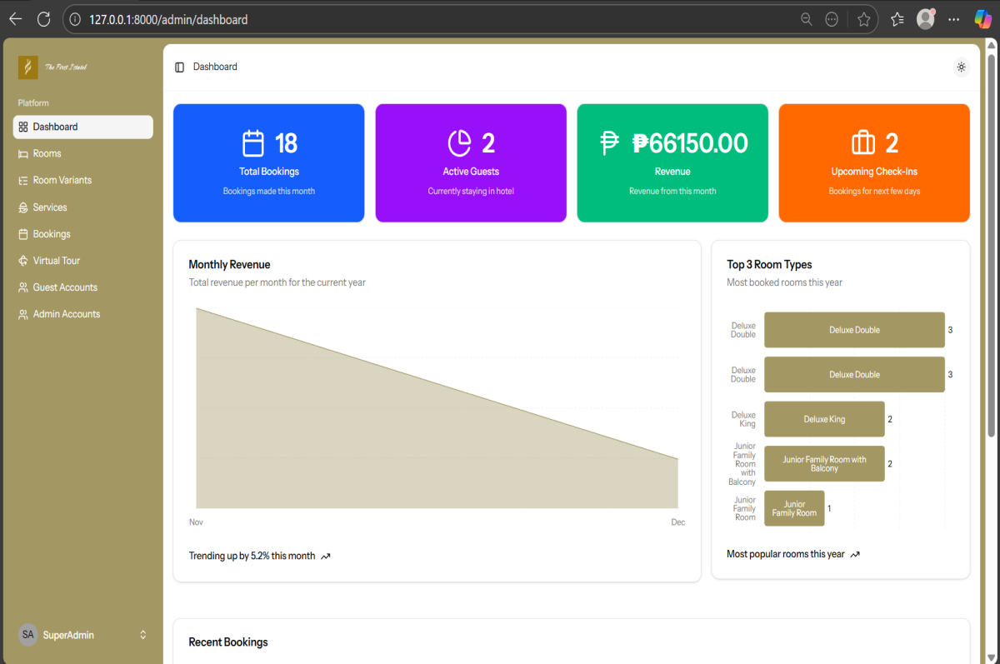 127.0.0.1:8000/admin/dashboard
Platform
Dashboard
Rooms
Room Variants
Services
Bookings
Virtual Tour
Guest Accounts
Admin Accounts
SA
SuperAdmin
Dashboard
18
Total Bookings
Bookings made this month
2
Active Guests
Currently staying in hotel
₱ ₱66150.00
Revenue
Revenue from this month
2
Upcoming Check-Ins
Bookings for next few days
Monthly Revenue
Total revenue per month for the current year
Nov
Dec
Trending up by 5.2% this month
Top 3 Room Types
Most booked rooms this year
Deluxe
Double
Deluxe Double
3
Deluxe
Double
Deluxe Double
3
Deluxe
King
Deluxe King
2
Junior
Family
Room
with
Balcony
Junior Family Room with
Balcony
2
Junior
Family
Room
Junior
Family Room
1
Most popular rooms this year
Recent Bookings